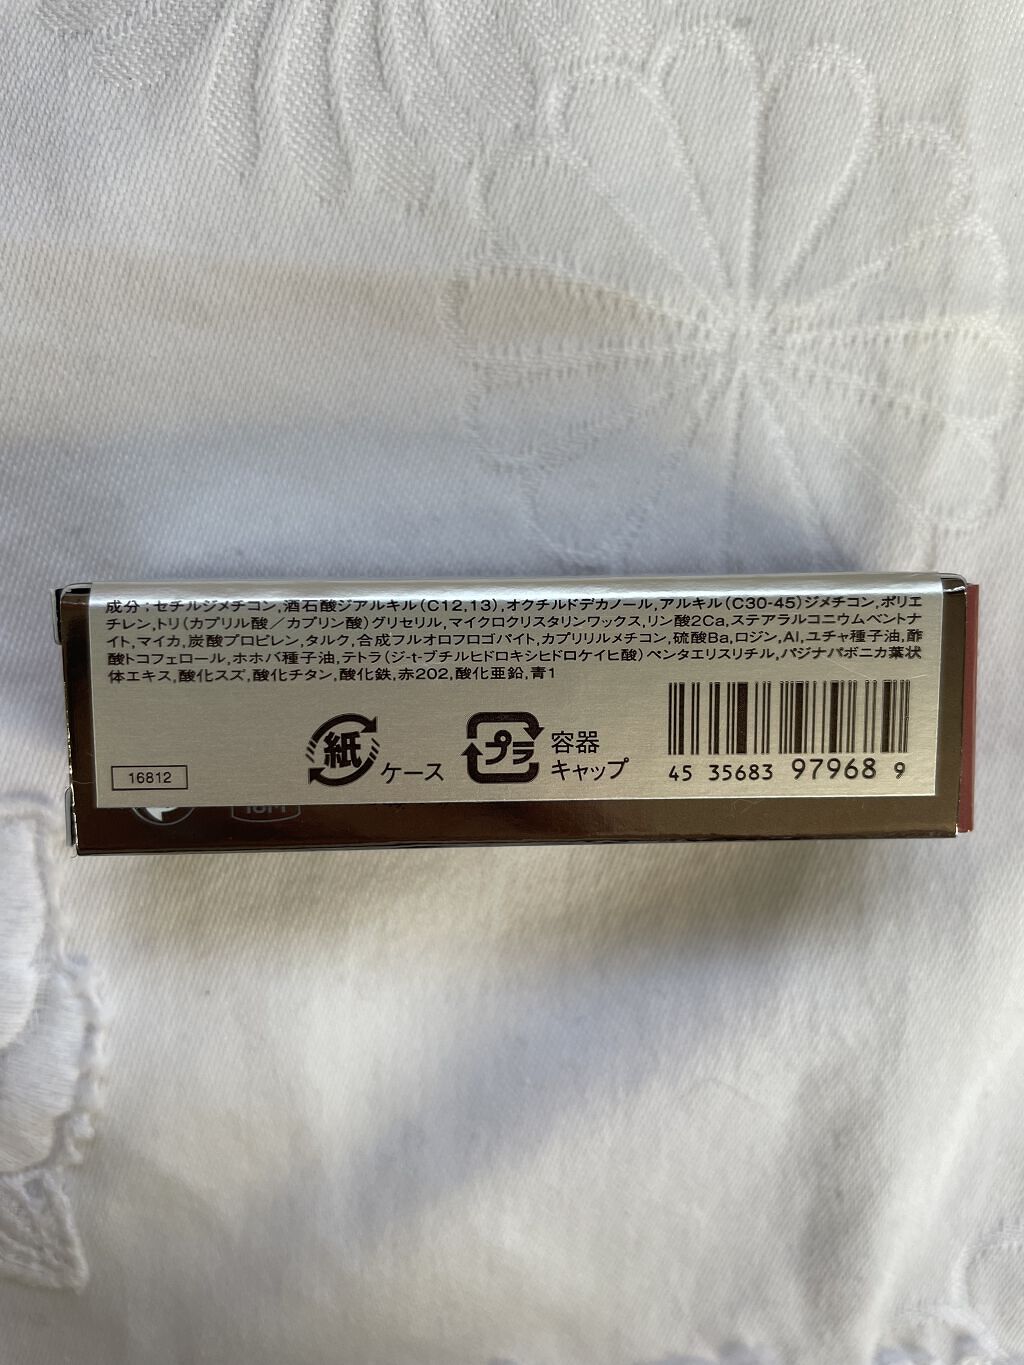 成分：セチルジメチコン,酒石酸ジアルキル（C12,13）,オクチルドデカノール,アルキル（C30-45）ジメチコン,ポリエ
チレン,トリ（カプリル酸／カプリン酸）グリセリル,マイクロクリスタリンワックス,リン酸2Ca,ステアラルコニウムベントナ
イト,マイカ,炭酸プロピレン,タルク,合成フルオロフロゴパイト,カプリリルメチコン,硫酸Ba,ロジン,Al,ユチャ種子油,酢
酸トコフェロール,ホホバ種子油,テトラ（ジ-t-ブチルヒドロキシヒドロケイヒ酸）ペンタエリスリチル,パジナパボニカ葉状
体エキス,酸化スズ,酸化チタン,酸化鉄,赤202,酸化亜鉛,青1
紙 ケース
プラ 容器
キャップ
16812
45 35683 97968 9
18M